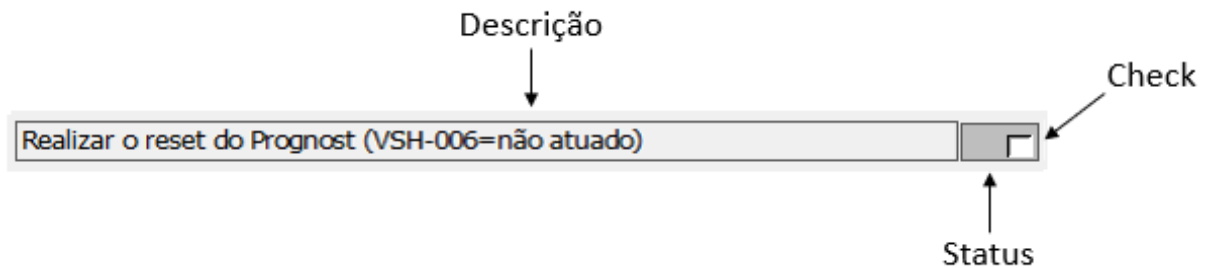 Descrição
Check
Realizar o reset do Prognost (VSH-006=não atuado)
Status